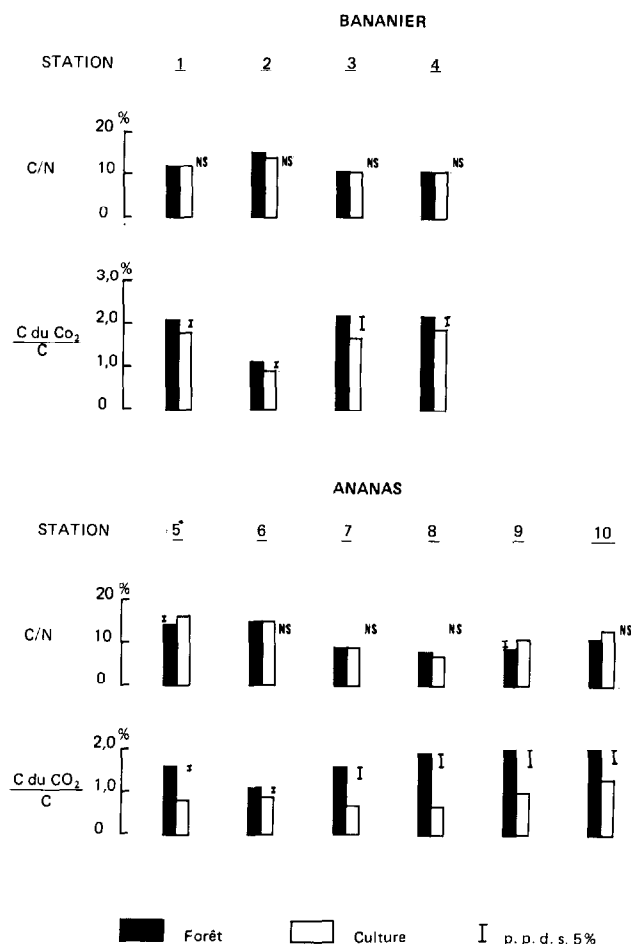 BANANIER
STATION 1 2 3 4
20 %
C/N 10 NS NS NS NS
0
3,0 %
2,0
C du Co2
C
1,0
0
ANANAS
STATION 5* 6 7 8 9 10
20 %
C/N 10 NS NS NS NS
0
2,0 %
C du CO2
C
1,0
0
Forêt Culture p. p. d. s. 5%